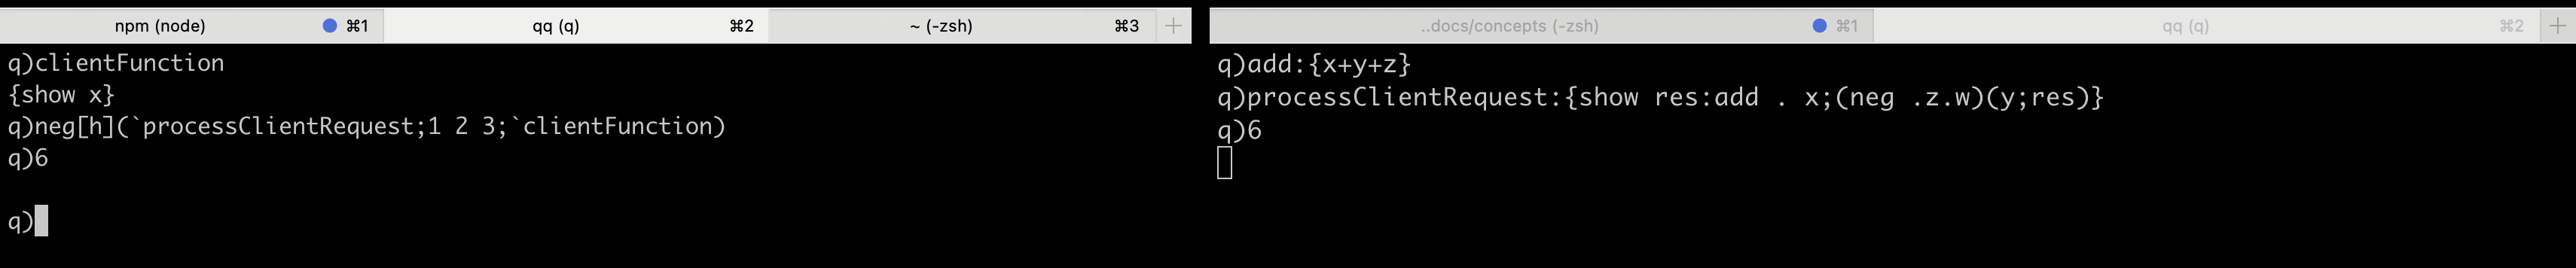 npm (node) ⌘1 qq (q) ⌘2 ~ (-zsh) ⌘3 +
q)clientFunction
{show x}
q)neg[h](`processClientRequest;1 2 3;`clientFunction)
q)6
q)
..docs/concepts (-zsh) ⌘1 qq (q) ⌘2 +
q)add:{x+y+z}
q)processClientRequest:{show res:add . x;(neg .z.w)(y;res)}
q)6